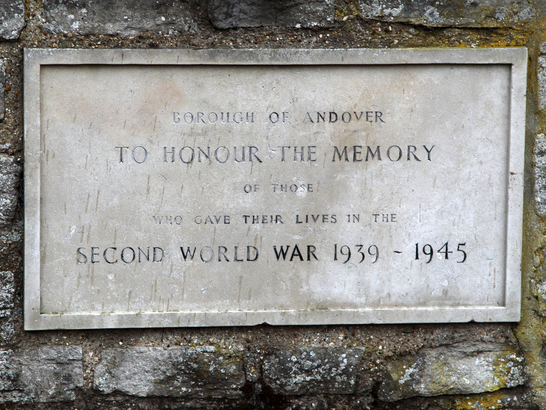 BOROUGH OF ANDOVER
TO HONOUR THE MEMORY
OF THOSE
WHO GAVE THEIR LIVES IN THE
SECOND WORLD WAR 1939 - 1945